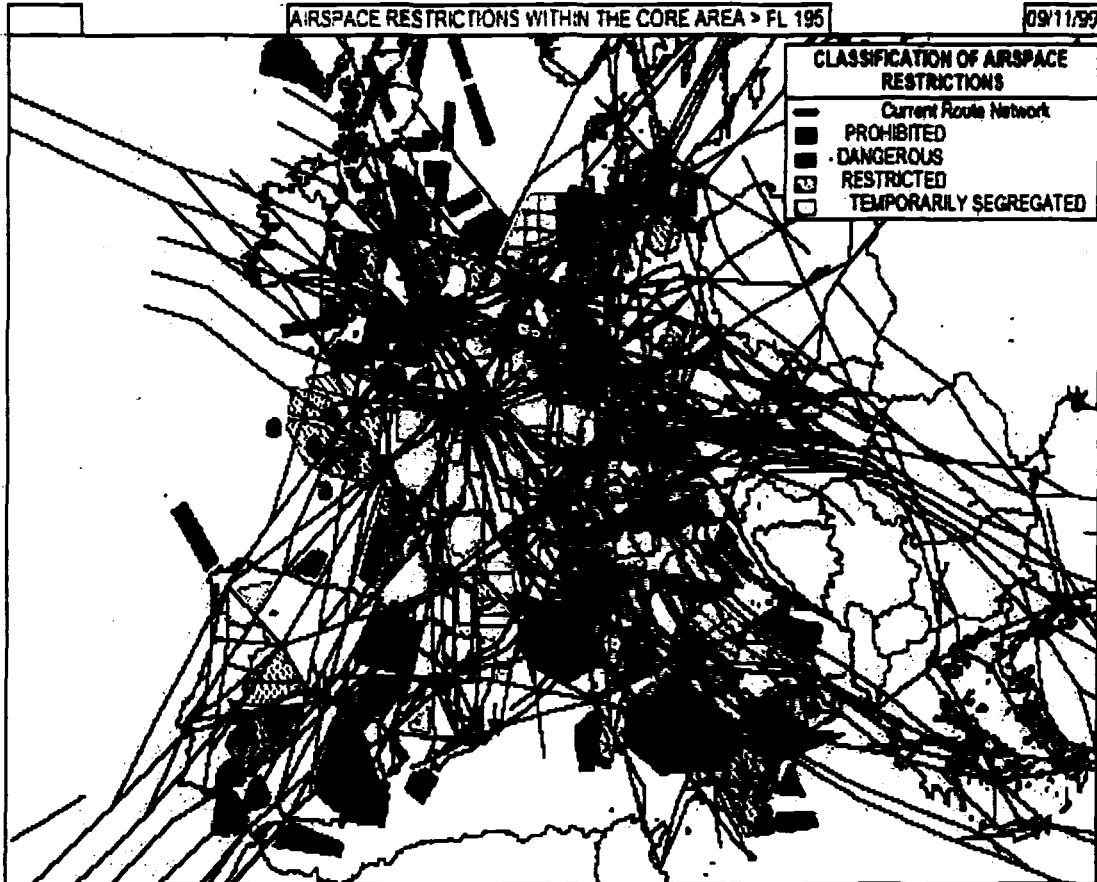 AIRSPACE RESTRICTIONS WITHIN THE CORE AREA > FL 195
09/11/99
CLASSIFICATION OF AIRSPACE
RESTRICTIONS
Current Route Network
PROHIBITED
DANGEROUS
RESTRICTED
TEMPORARILY SEGREGATED